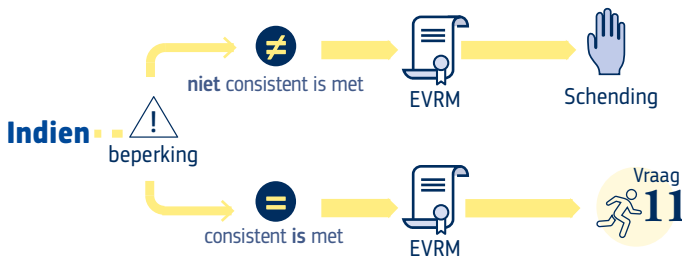 niet consistent is met
EVRM
Schending
Indien
!
beperking
consistent is met
EVRM
Vraag
11